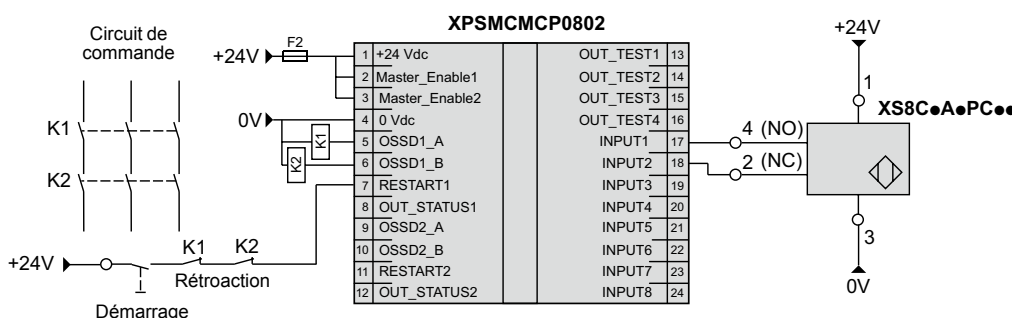 XPSMCMCP0802
Circuit de
commande
K1
K2
+24V
F2
0V
K1
K2
1 +24 Vdc
2 Master_Enable1
3 Master_Enable2
4 0 Vdc
5 OSSD1_A
6 OSSD1_B
7 RESTART1
8 OUT_STATUS1
9 OSSD2_A
10 OSSD2_B
11 RESTART2
12 OUT_STATUS2
OUT_TEST1 13
OUT_TEST2 14
OUT_TEST3 15
OUT_TEST4 16
INPUT1 17
INPUT2 18
INPUT3 19
INPUT4 20
INPUT5 21
INPUT6 22
INPUT7 23
INPUT8 24
+24V
1
XS8C●A●PC●●
4 (NO)
2 (NC)
3
0V
+24V
K1 K2
Rétroaction
Démarrage